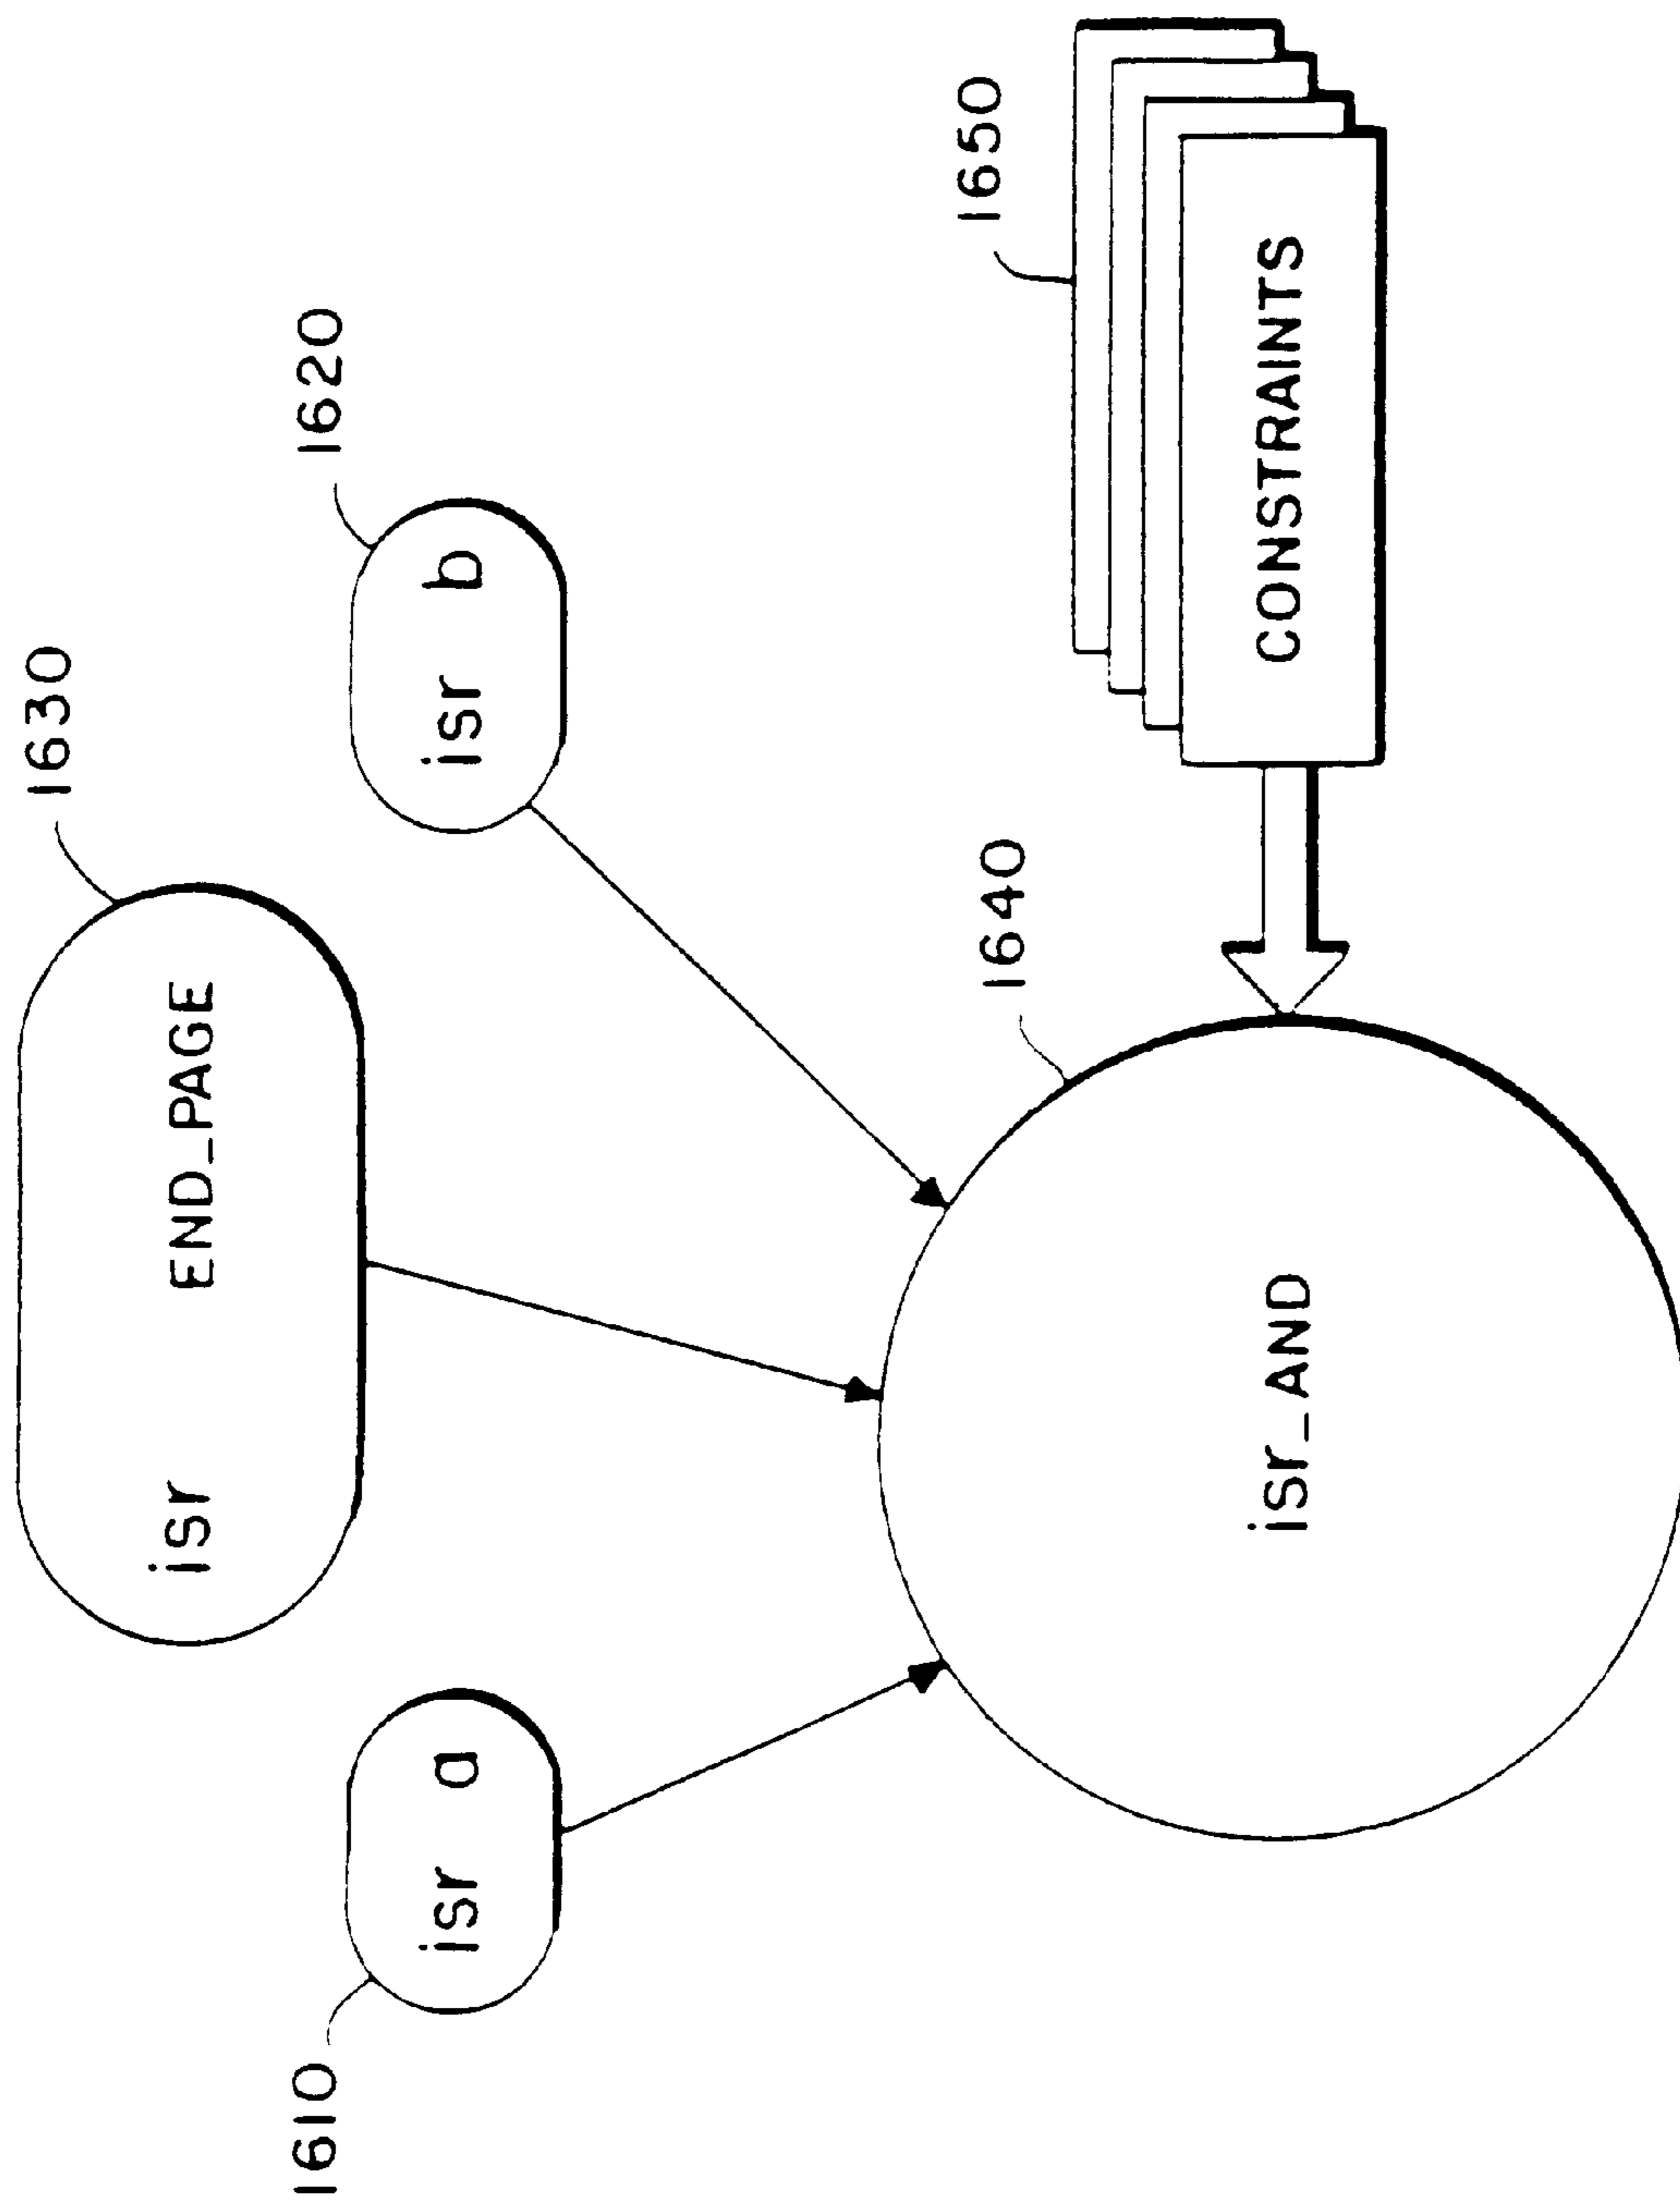 1630
isr END_PAGE
1620
isr b
1610
isr a
1640
isr_AND
1650
CONSTRAINTS